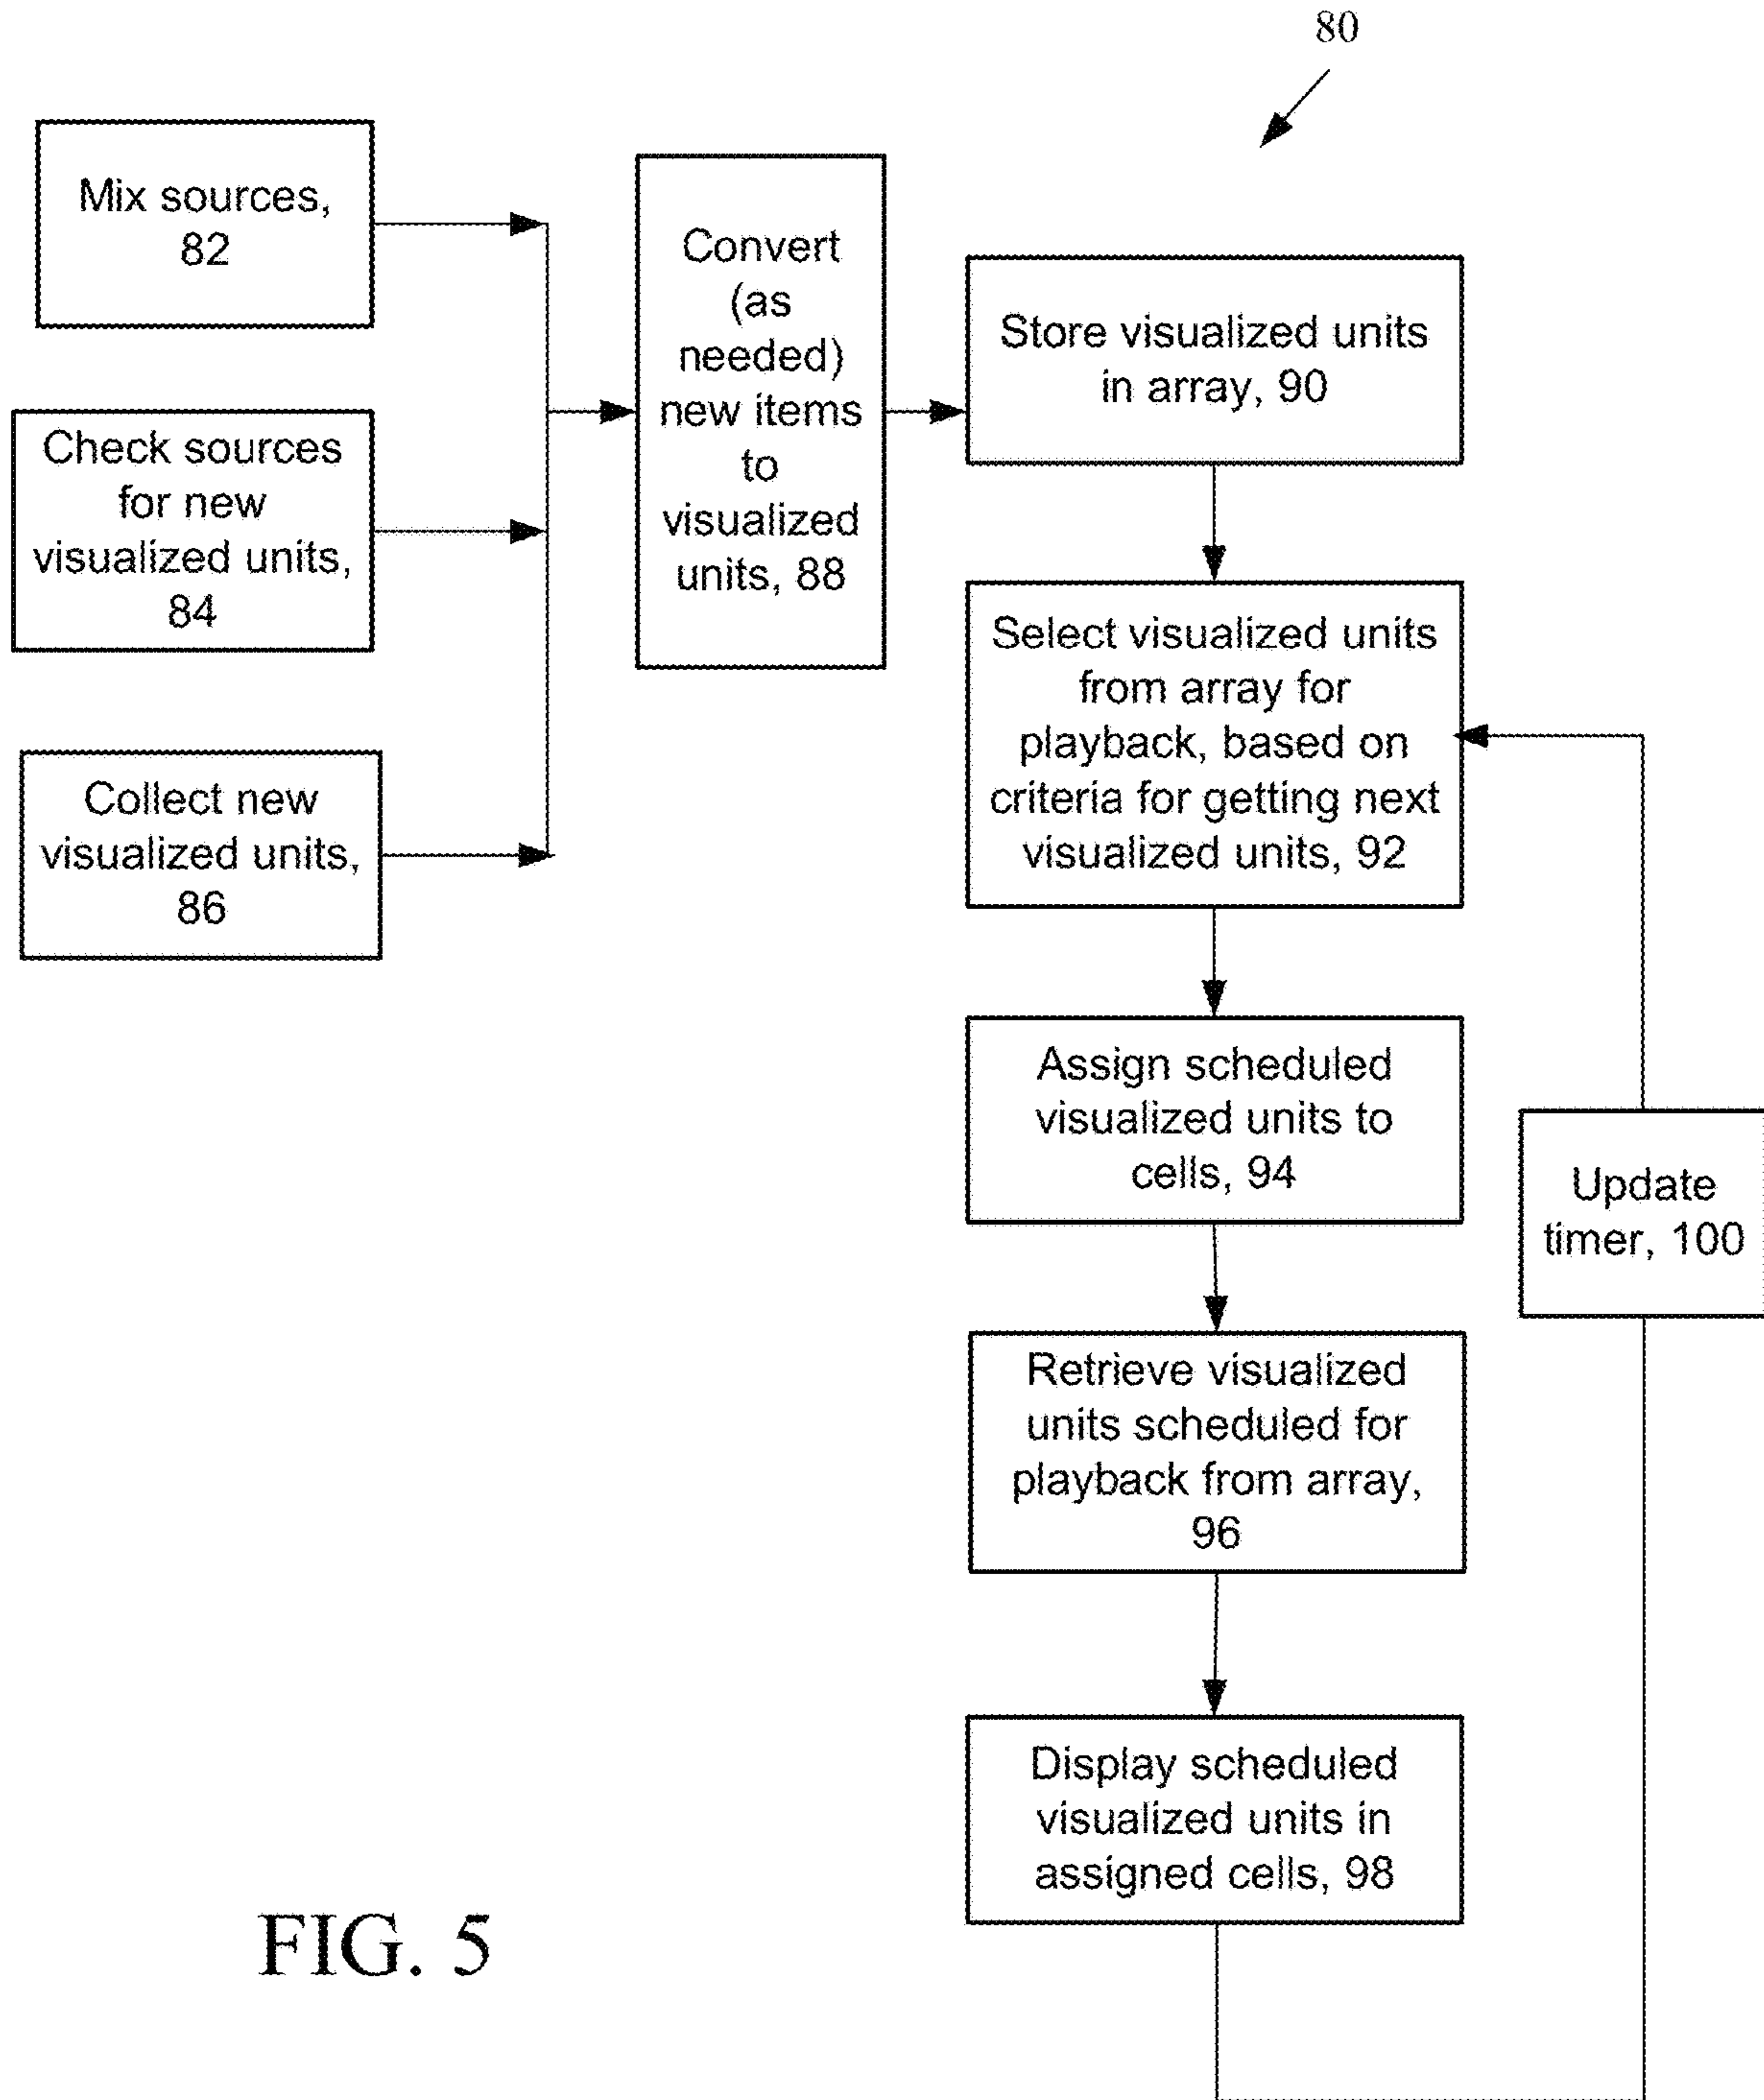 80
Mix sources,
82
Check sources
for new
visualized units,
84
Collect new
visualized units,
86
Convert
(as
needed)
new items
to
visualized
units, 88
Store visualized units
in array, 90
Select visualized units
from array for
playback, based on
criteria for getting next
visualized units, 92
Assign scheduled
visualized units to
cells, 94
Retrieve visualized
units scheduled for
playback from array,
96
Display scheduled
visualized units in
assigned cells, 98
Update
timer, 100
FIG. 5